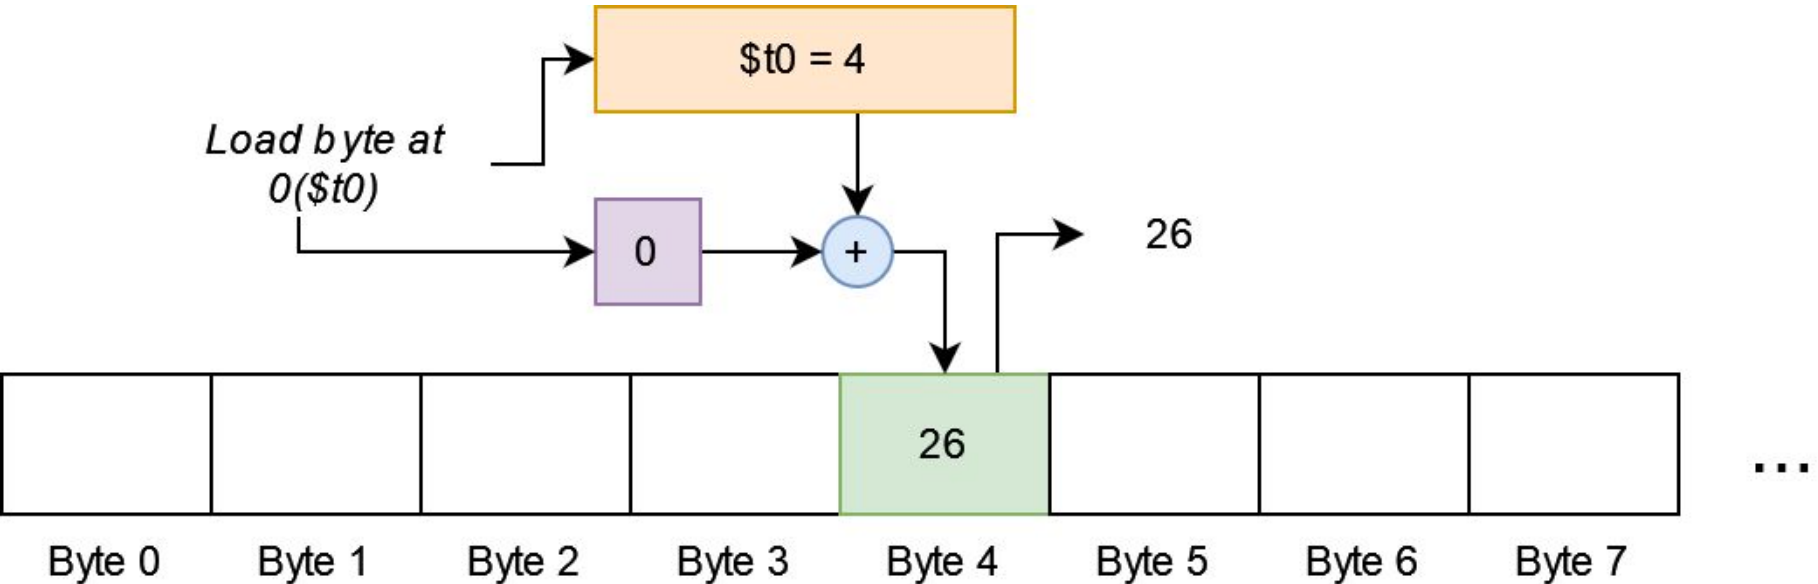 $t0 = 4
Load byte at
0($t0)
0
+
26
26
...
Byte 0
Byte 1
Byte 2
Byte 3
Byte 4
Byte 5
Byte 6
Byte 7